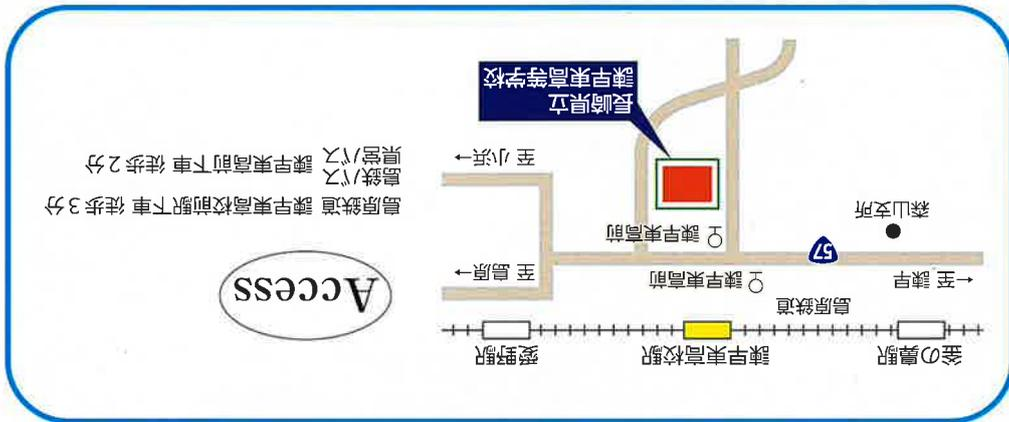 釜の鼻駅
諫早東高校駅
愛野駅
島原鉄道
←至 諫早
諫早東高前
至 島原→
57
諫早東高前
森山支所
至 小浜→
長崎県立
諫早東高等学校
Access
島原鉄道 諫早東高校前駅下車 徒歩3分
島鉄バス
県営バス 諫早東高前下車 徒歩2分